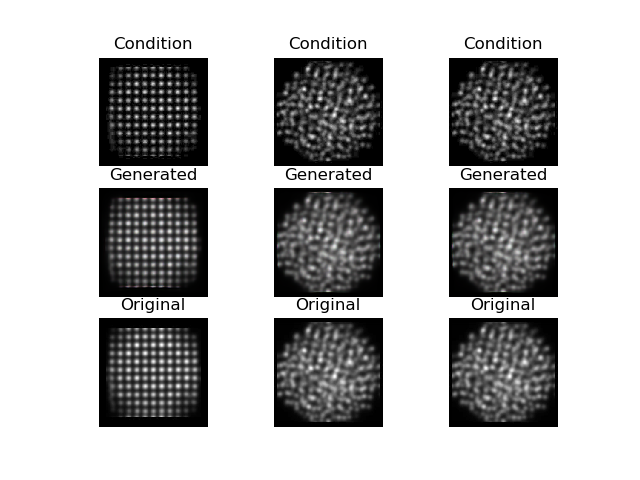 Condition Condition Condition
Generated Generated Generated
Original Original Original